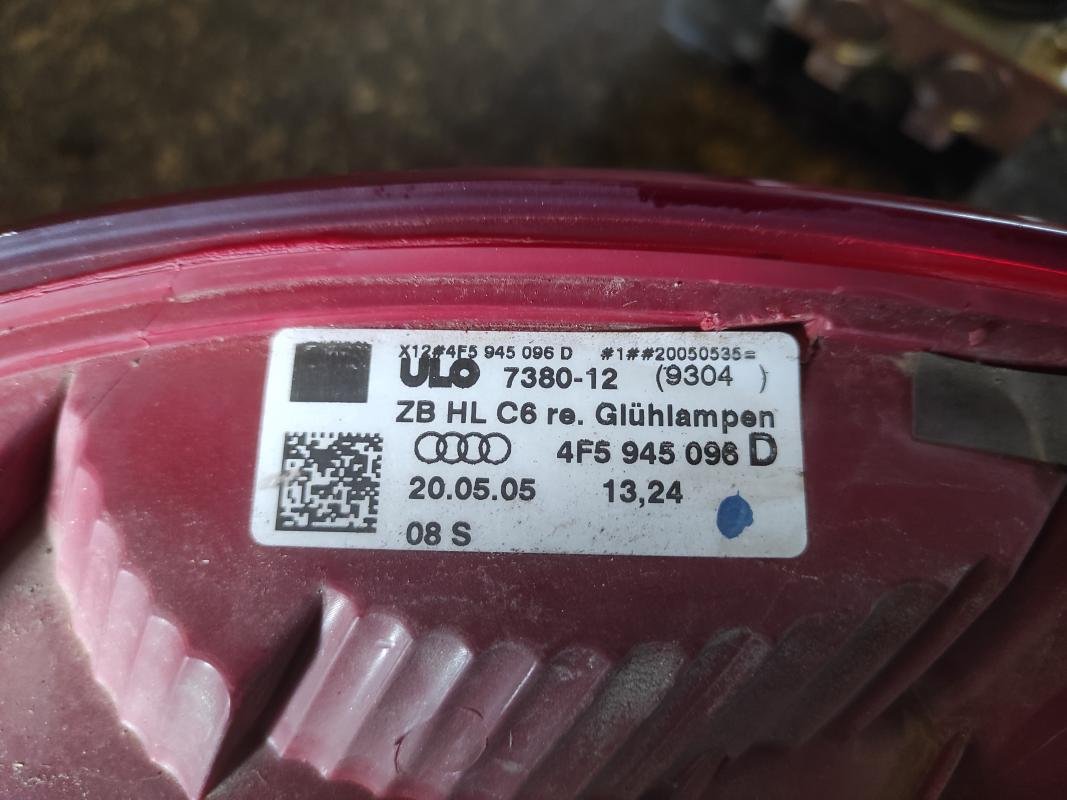 X12#4F5 945 096 D #1##20050535=
ULO 7380-12 (9304 )
ZB HL C6 re. Glühlampen
4F5 945 096 D
20.05.05 13,24
08 S